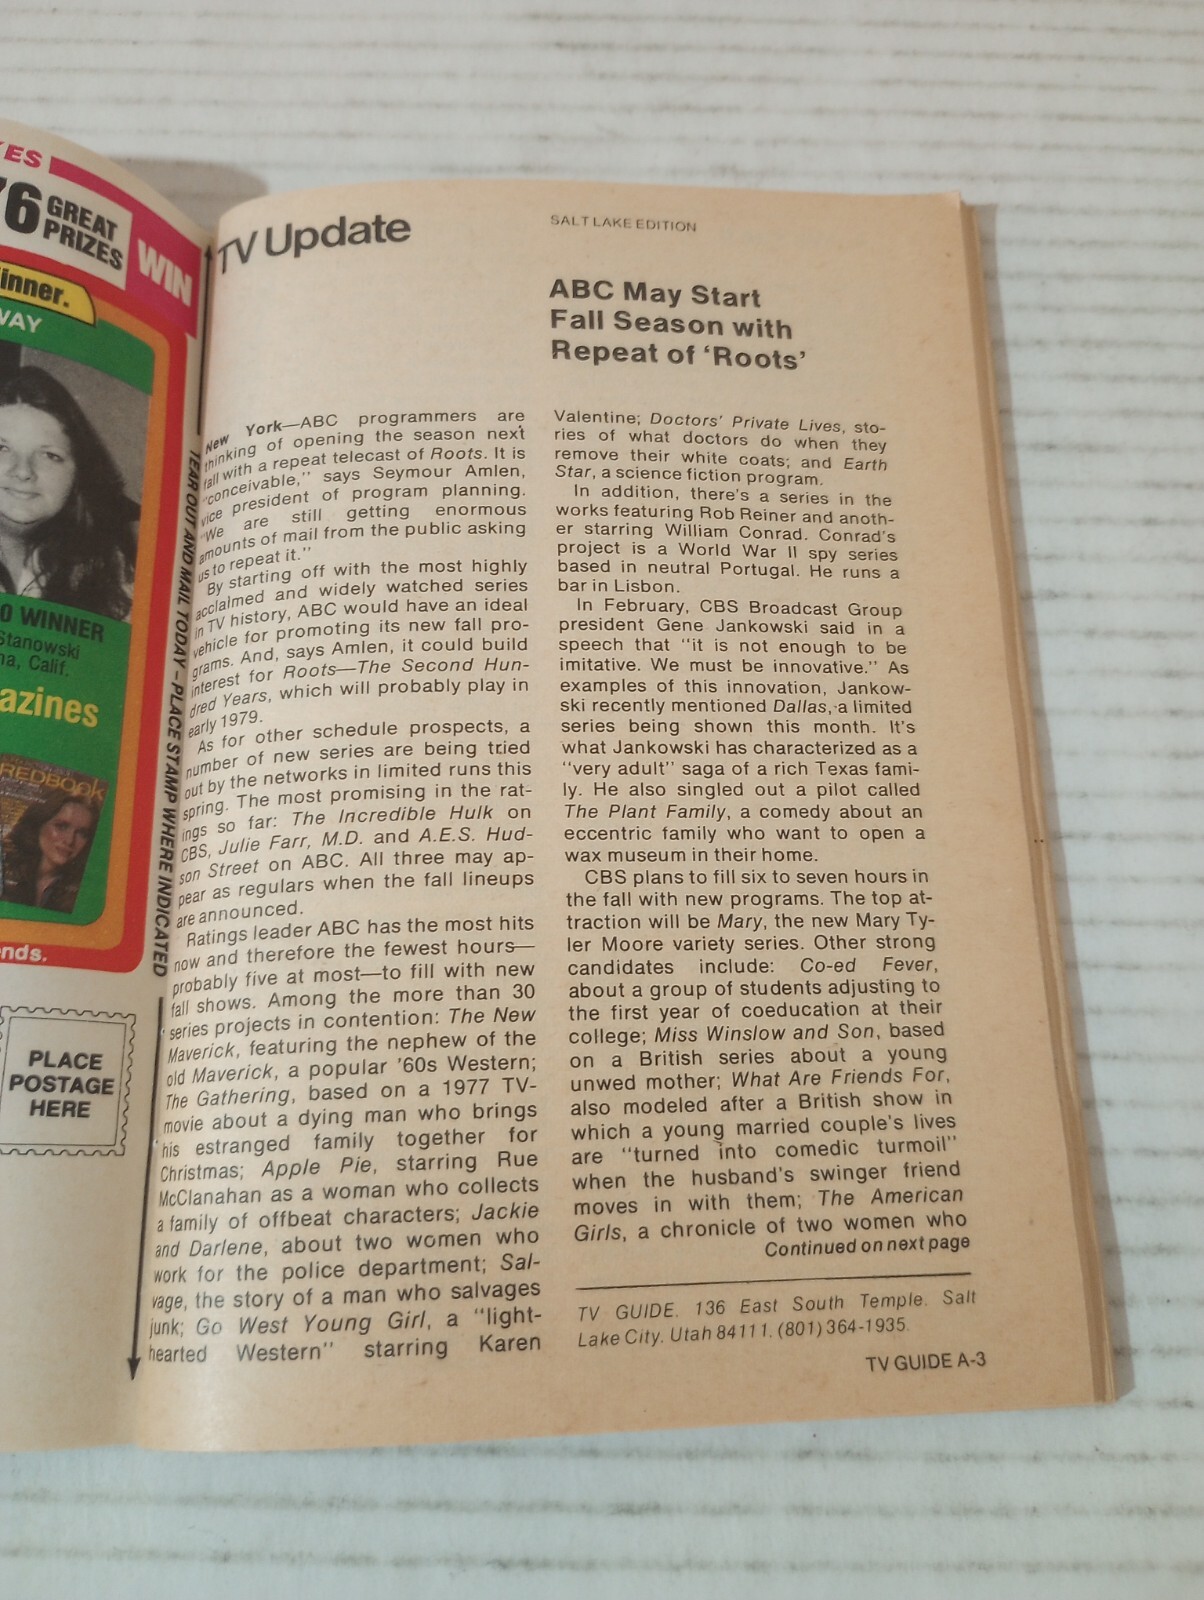 GREAT
PRIZES
WIN
WINNER
Stanowski
Calif.
PLACE
POSTAGE
HERE
TEAR OUT AND MAIL TODAY – PLACE STAMP WHERE INDICATED
TV Update
SALT LAKE EDITION
ABC May Start
Fall Season with
Repeat of ‘Roots’
New York—ABC programmers are
thinking of opening the season next
fall with a repeat telecast of Roots. It is
“conceivable,” says Seymour Amlen,
vice president of program planning.
“We are still getting enormous
amounts of mail from the public asking
us to repeat it.”
By starting off with the most highly
acclaimed and widely watched series
in TV history, ABC would have an ideal
vehicle for promoting its new fall pro-
grams. And, says Amlen, it could build
interest for Roots—The Second Hun-
dred Years, which will probably play in
early 1979.
As for other schedule prospects, a
number of new series are being tried
out by the networks in limited runs this
spring. The most promising in the rat-
ings so far: The Incredible Hulk on
CBS, Julie Farr, M.D. and A.E.S. Hud-
son Street on ABC. All three may ap-
pear as regulars when the fall lineups
are announced.
Ratings leader ABC has the most hits
now and therefore the fewest hours—
probably five at most—to fill with new
fall shows. Among the more than 30
series projects in contention: The New
Maverick, featuring the nephew of the
old Maverick, a popular ’60s Western;
The Gathering, based on a 1977 TV-
movie about a dying man who brings
his estranged family together for
Christmas; Apple Pie, starring Rue
McClanahan as a woman who collects
a family of offbeat characters; Jackie
and Darlene, about two women who
work for the police department; Sal-
vage, the story of a man who salvages
junk; Go West Young Girl, a “light-
hearted Western” starring Karen
Valentine; Doctors’ Private Lives, sto-
ries of what doctors do when they
remove their white coats; and Earth
Star, a science fiction program.
In addition, there’s a series in the
works featuring Rob Reiner and anoth-
er starring William Conrad. Conrad’s
project is a World War II spy series
based in neutral Portugal. He runs a
bar in Lisbon.
In February, CBS Broadcast Group
president Gene Jankowski said in a
speech that “it is not enough to be
imitative. We must be innovative.” As
examples of this innovation, Jankow-
ski recently mentioned Dallas, a limited
series being shown this month. It’s
what Jankowski has characterized as a
“very adult” saga of a rich Texas fami-
ly. He also singled out a pilot called
The Plant Family, a comedy about an
eccentric family who want to open a
wax museum in their home.
CBS plans to fill six to seven hours in
the fall with new programs. The top at-
traction will be Mary, the new Mary Ty-
ler Moore variety series. Other strong
candidates include: Co-ed Fever,
about a group of students adjusting to
the first year of coeducation at their
college; Miss Winslow and Son, based
on a British series about a young
unwed mother; What Are Friends For,
also modeled after a British show in
which a young married couple’s lives
are “turned into comedic turmoil”
when the husband’s swinger friend
moves in with them; The American
Girls, a chronicle of two women who
Continued on next page
TV GUIDE. 136 East South Temple. Salt
Lake City. Utah 84111. (801) 364-1935.
TV GUIDE A-3